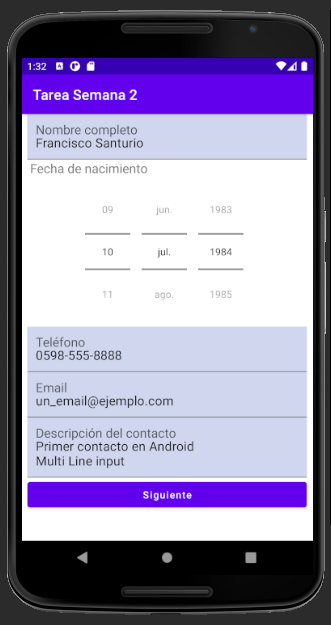 1:32
Tarea Semana 2
Nombre completo
Francisco Santurio
Fecha de nacimiento
09 jun. 1983
10 jul. 1984
11 ago. 1985
Teléfono
0598-555-8888
Email
un_email@ejemplo.com
Descripción del contacto
Primer contacto en Android
Multi Line input
Siguiente